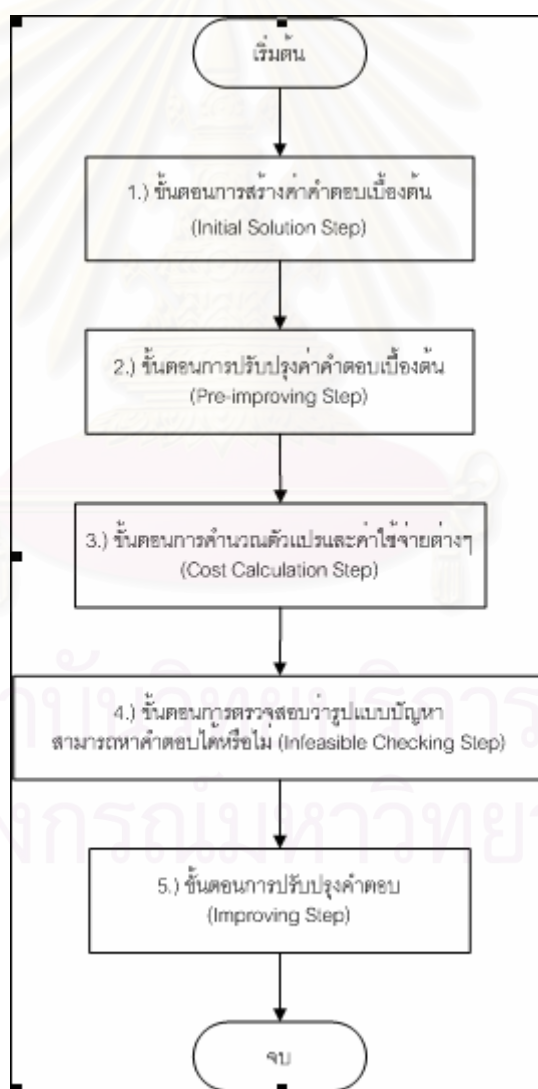 เริ่มต้น
1.) ขั้นตอนการสร้างค่าคำตอบเบื้องต้น
(Initial Solution Step)
2.) ขั้นตอนการปรับปรุงค่าคำตอบเบื้องต้น
(Pre-improving Step)
3.) ขั้นตอนการคำนวณตัวแปรและค่าใช้จ่ายต่างๆ
(Cost Calculation Step)
4.) ขั้นตอนการตรวจสอบว่ารูปแบบปัญหา
สามารถหาคำตอบได้หรือไม่ (Infeasible Checking Step)
5.) ขั้นตอนการปรับปรุงคำตอบ
(Improving Step)
จบ